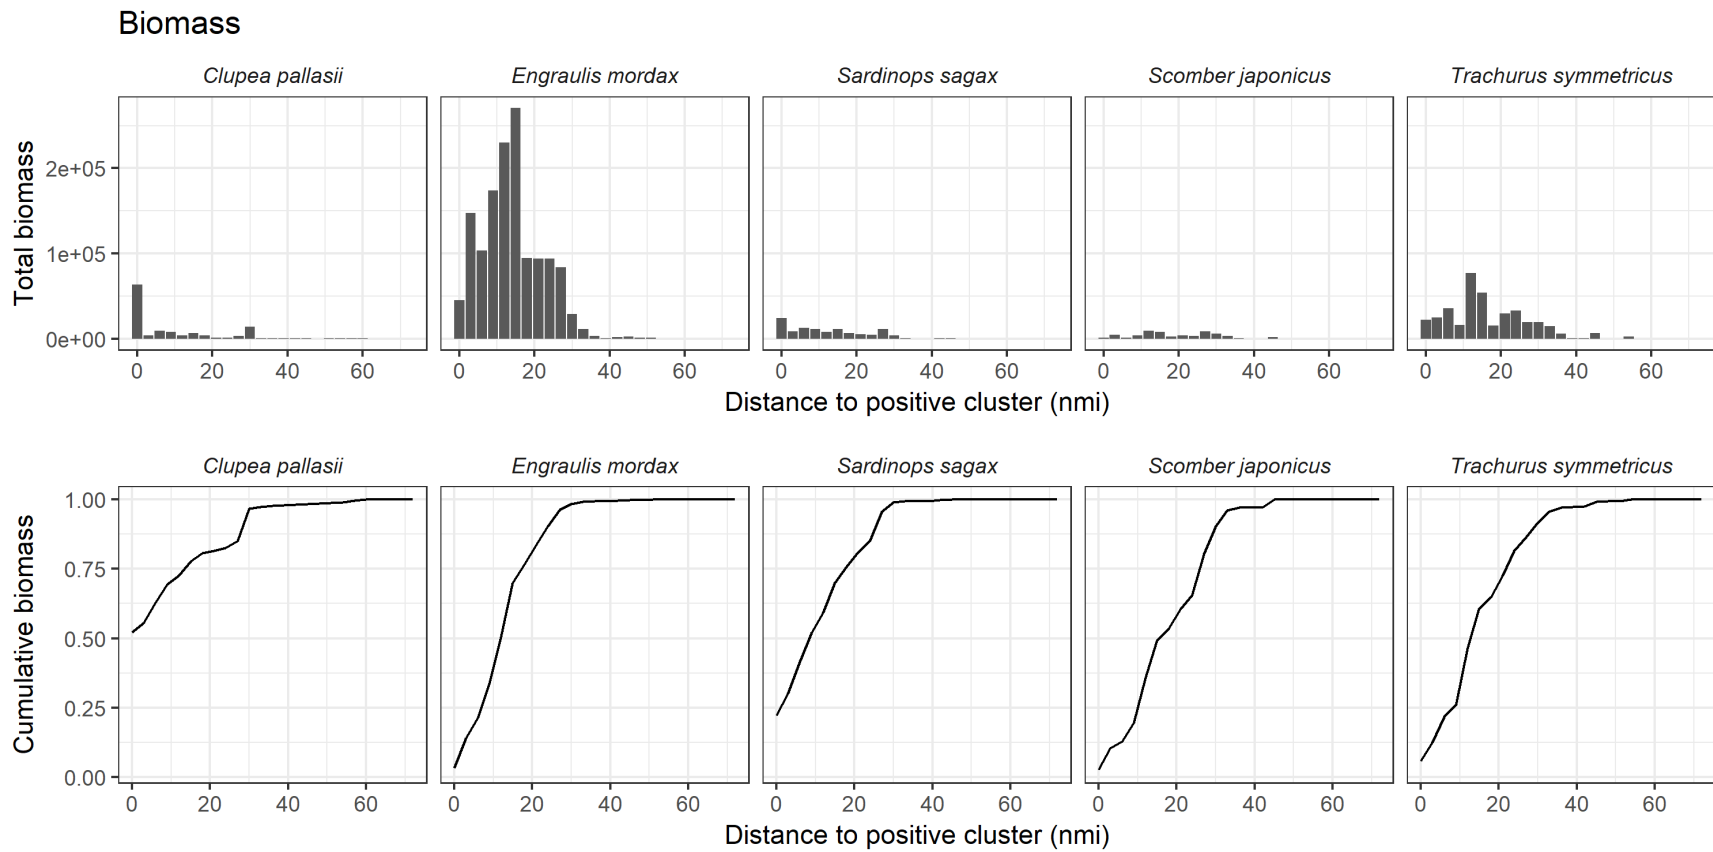 Biomass
Clupea pallasii Engraulis mordax Sardinops sagax Scomber japonicus Trachurus symmetricus
Total biomass
2e+05
1e+05
0e+00
0 20 40 60 0 20 40 60 0 20 40 60 0 20 40 60 0 20 40 60
Distance to positive cluster (nmi)
Clupea pallasii Engraulis mordax Sardinops sagax Scomber japonicus Trachurus symmetricus
Cumulative biomass
1.00
0.75
0.50
0.25
0.00
0 20 40 60 0 20 40 60 0 20 40 60 0 20 40 60 0 20 40 60
Distance to positive cluster (nmi)